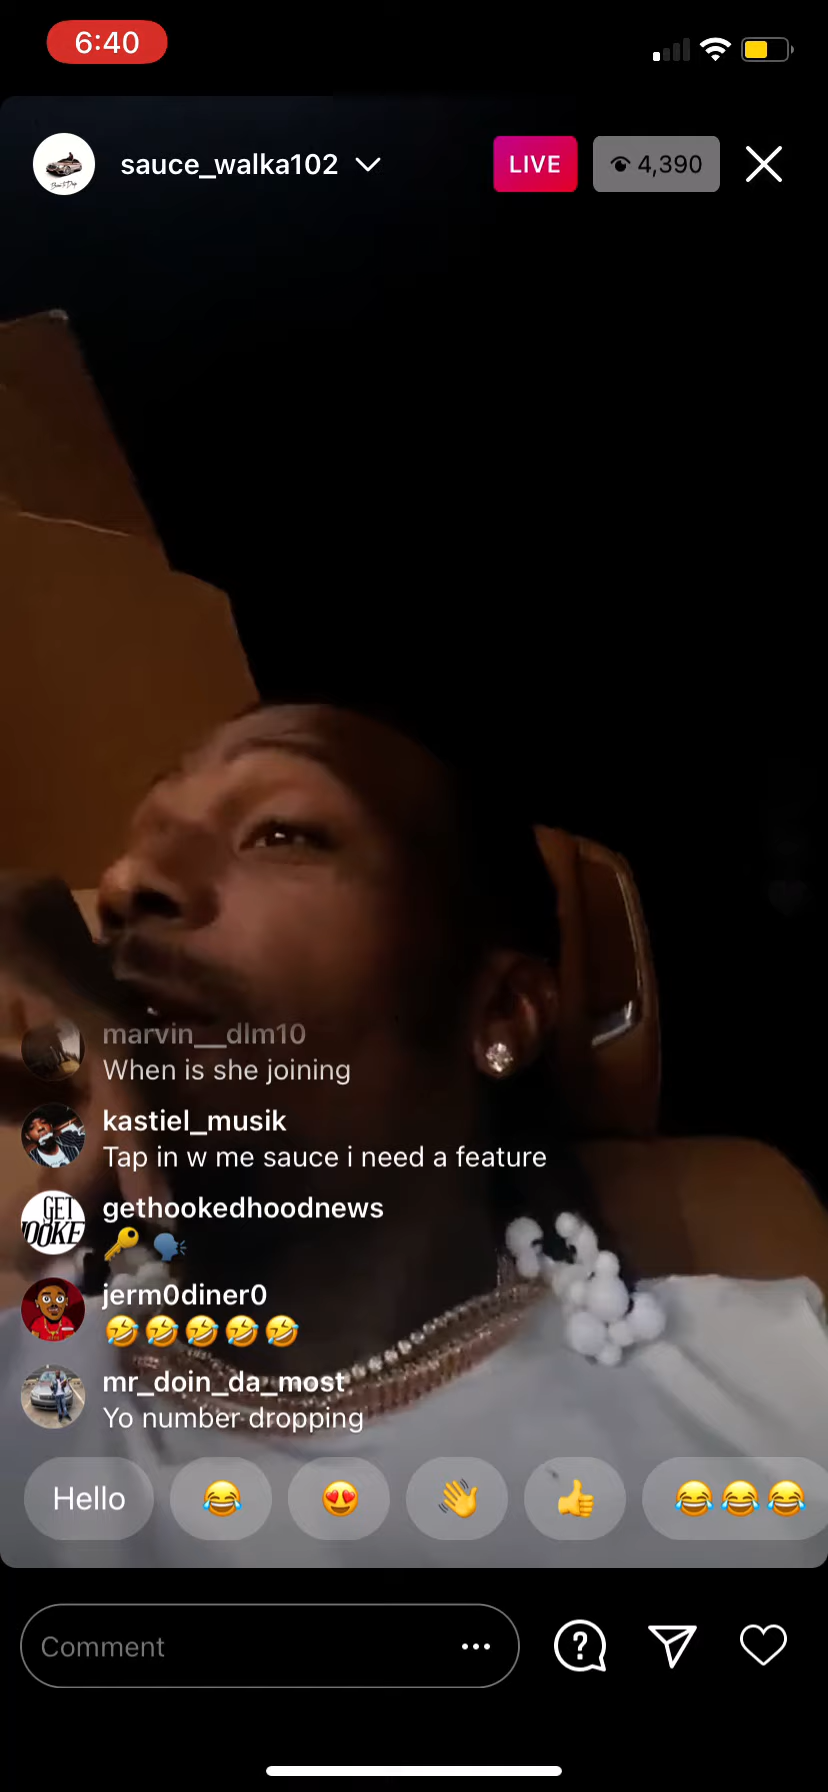 6:40
sauce_walka102
LIVE
4,390
marvin__dlm10
When is she joining
kastiel_musik
Tap in w me sauce i need a feature
GET
gethookedhoodnews
🔑 🗣️
jerm0diner0
🤣🤣🤣🤣🤣
mr_doin_da_most
Yo number dropping
Hello 😂 😍 👋 👍 😂😂😂
Comment